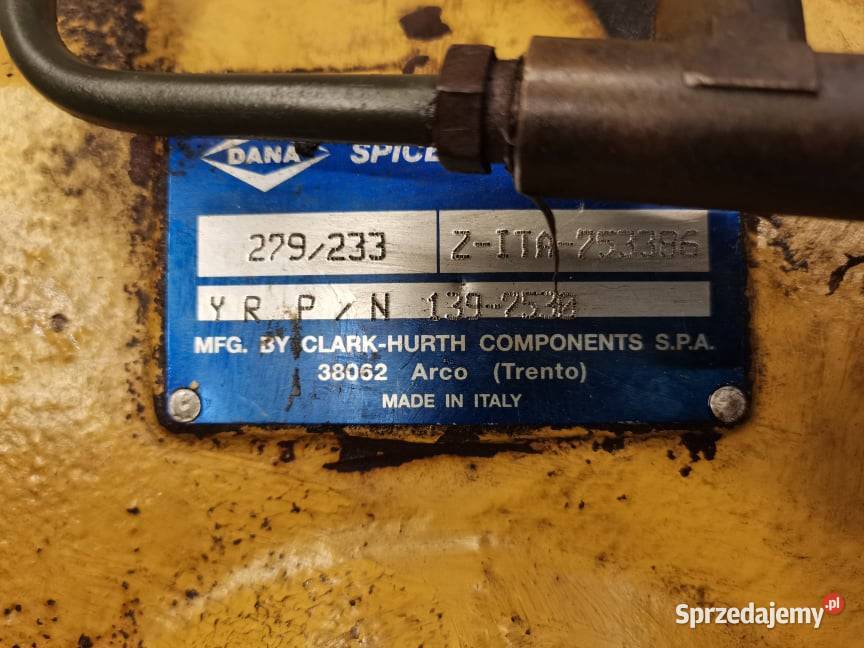 DANA SPICE
279/233 Z-ITA-753386
YR P/N 139-7530
MFG. BY CLARK-HURTH COMPONENTS S.P.A.
38062 Arco (Trento)
MADE IN ITALY
Sprzedajemy.pl